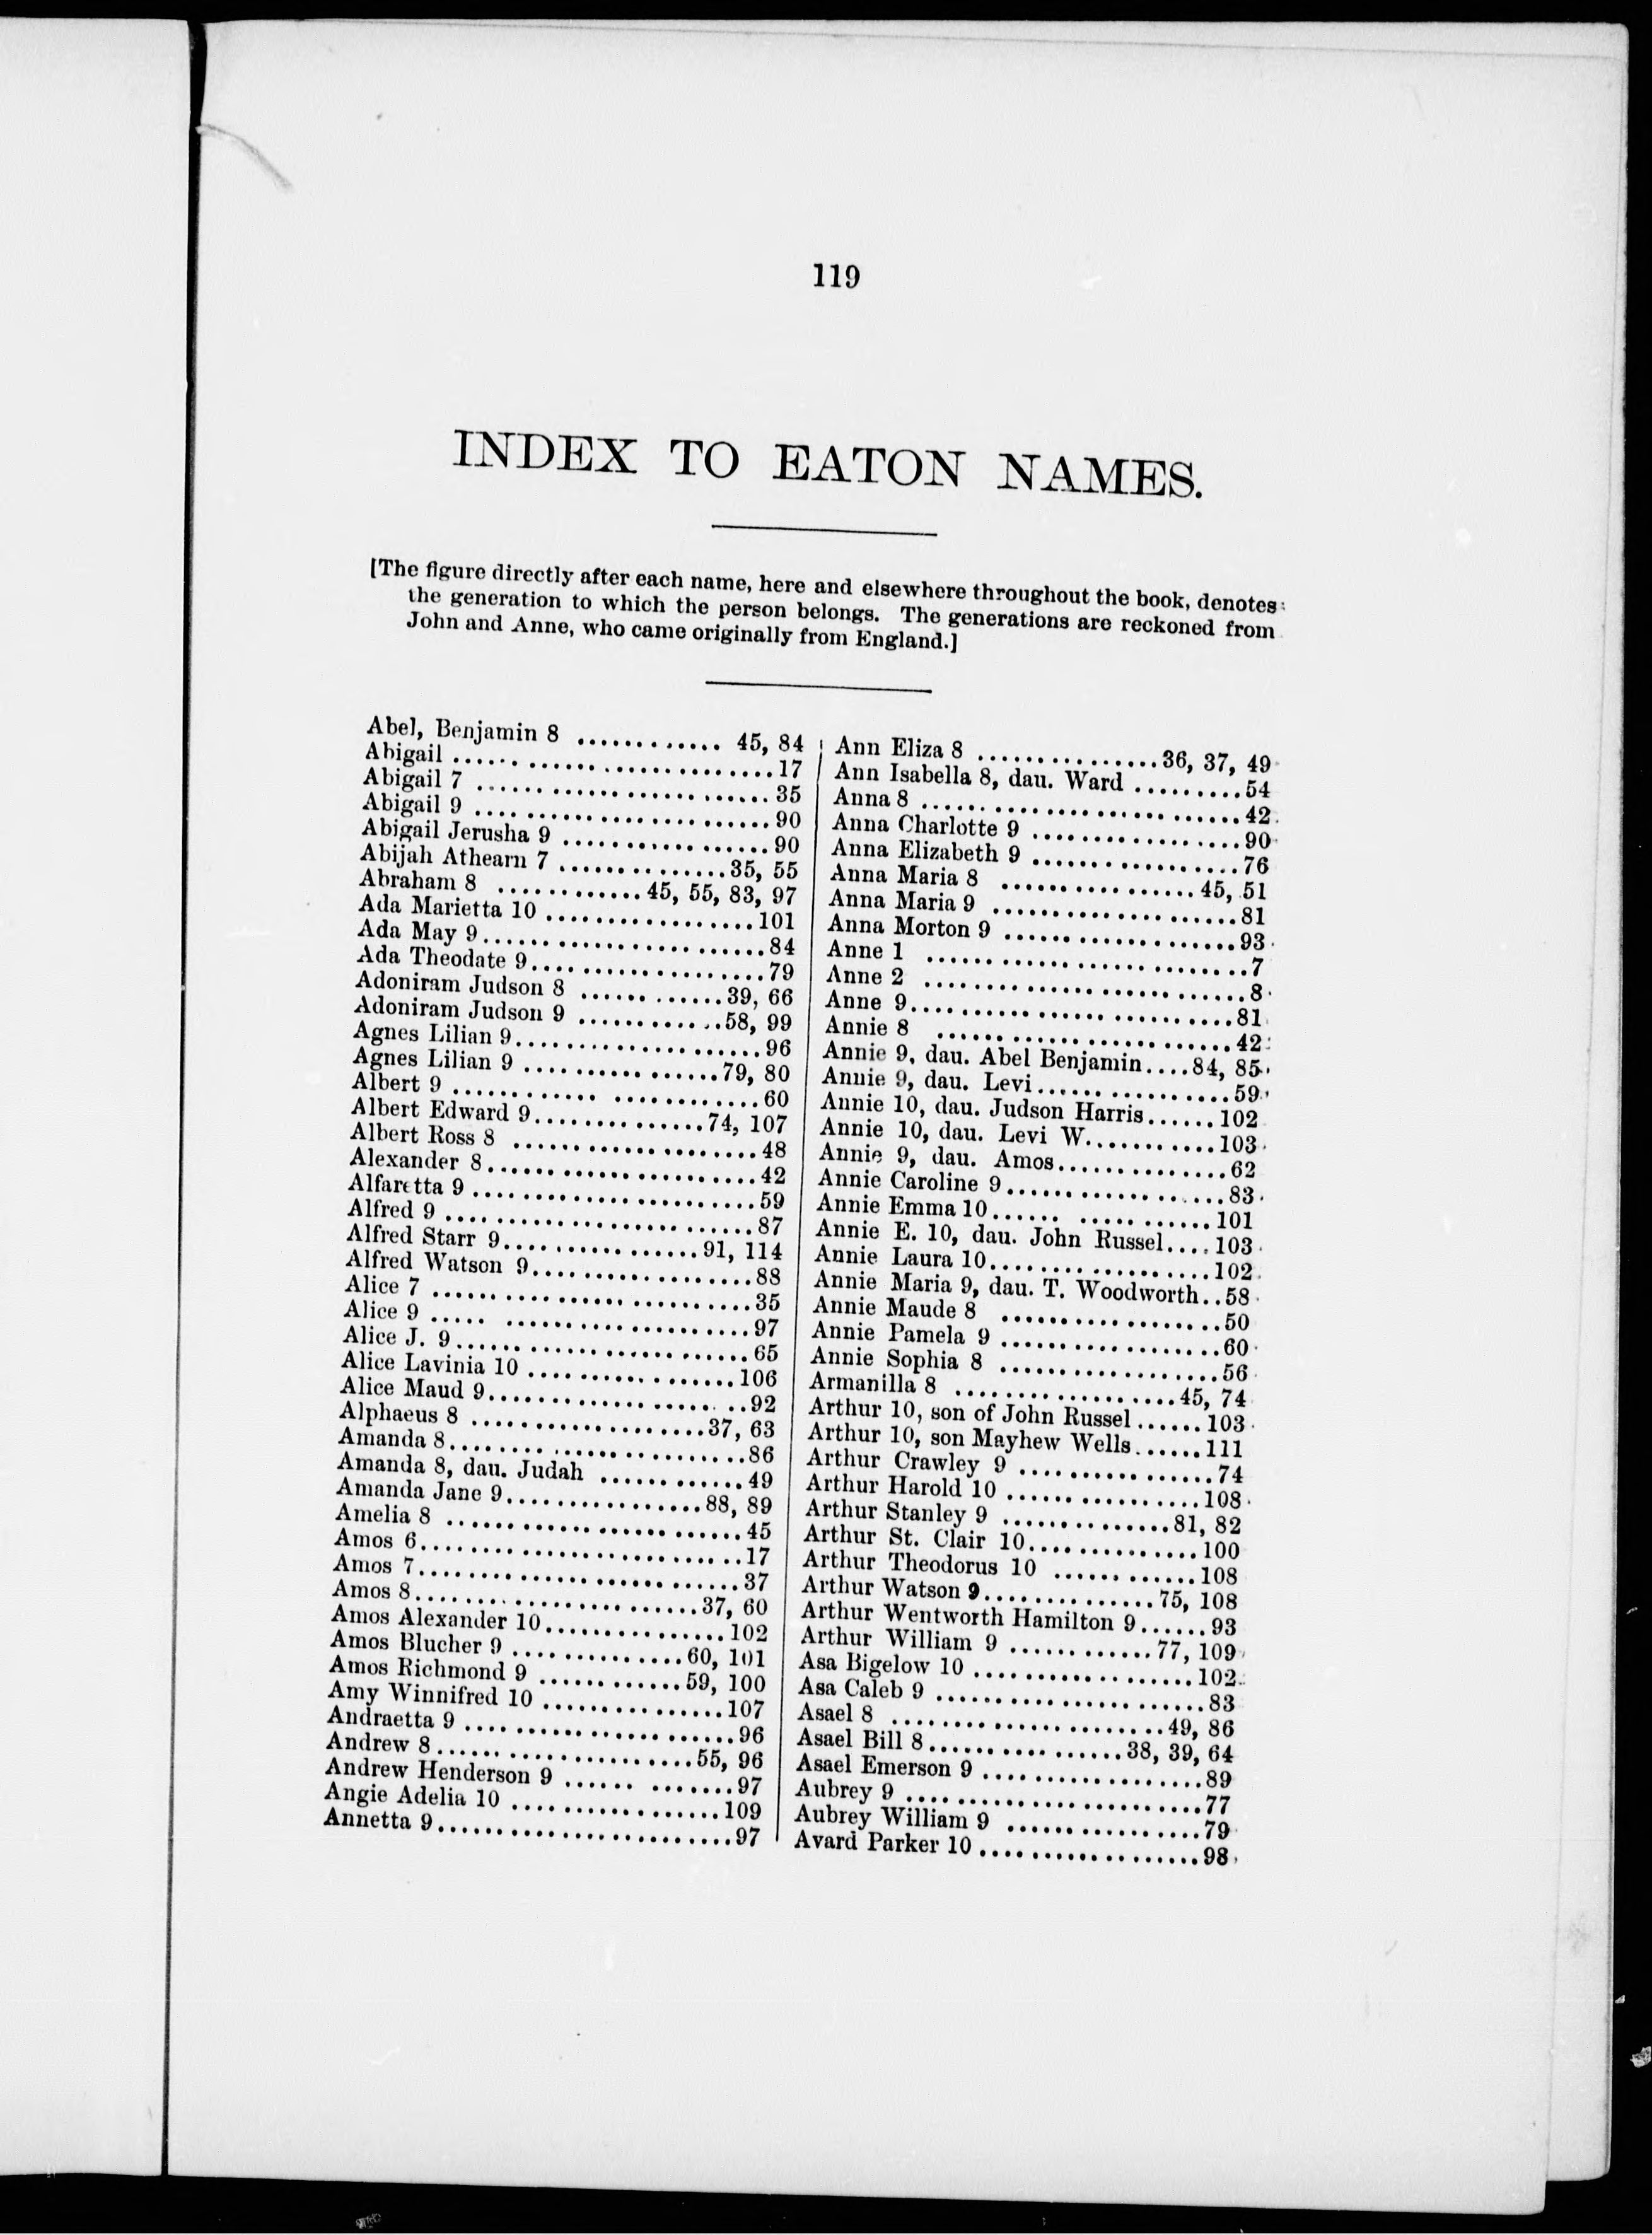 119
INDEX TO EATON NAMES.
[The figure directly after each name, here and elsewhere throughout the book, denotes
the generation to which the person belongs. The generations are reckoned from
John and Anne, who came originally from England.]
Abel, Benjamin 8 ............ 45, 84
Abigail ............................17
Abigail 7 ..........................35
Abigail 9 ..........................90
Abigail Jerusha 9 ..................90
Abijah Athearn 7 ...............35, 55
Abraham 8 ............45, 55, 83, 97
Ada Marietta 10 ..................101
Ada May 9.........................84
Ada Theodate 9.....................79
Adoniram Judson 8 ............39, 66
Adoniram Judson 9 ............58, 99
Agnes Lilian 9......................96
Agnes Lilian 9 .................79, 80
Albert 9 ...........................60
Albert Edward 9...............74, 107
Albert Ross 8 ......................48
Alexander 8........................42
Alfaretta 9 .........................59
Alfred 9 ...........................87
Alfred Starr 9.................91, 114
Alfred Watson 9....................88
Alice 7 ............................35
Alice 9 ............................97
Alice J. 9..........................65
Alice Lavinia 10 ..................106
Alice Maud 9......................92
Alphaeus 8 .....................37, 63
Amanda 8.........................86
Amanda 8, dau. Judah ............49
Amanda Jane 9.................88, 89
Amelia 8 ..........................45
Amos 6............................17
Amos 7............................37
Amos 8.........................37, 60
Amos Alexander 10................102
Amos Blucher 9 ...............60, 101
Amos Richmond 9 ............59, 100
Amy Winnifred 10 ................107
Andraetta 9 ........................96
Andrew 8.......................55, 96
Andrew Henderson 9 .............97
Angie Adelia 10 ..................109
Annetta 9..........................97
Ann Eliza 8 ................36, 37, 49
Ann Isabella 8, dau. Ward .........54
Anna 8 ............................42
Anna Charlotte 9 ..................90
Anna Elizabeth 9 ..................76
Anna Maria 8 .................45, 51
Anna Maria 9 ......................81
Anna Morton 9 .....................93
Anne 1 ............................7
Anne 2 ............................8
Anne 9............................81
Annie 8 ..........................42
Annie 9, dau. Abel Benjamin....84, 85
Annie 9, dau. Levi.................59
Annie 10, dau. Judson Harris......102
Annie 10, dau. Levi W...........103
Annie 9, dau. Amos...............62
Annie Caroline 9...................83
Annie Emma 10...................101
Annie E. 10, dau. John Russel....103
Annie Laura 10...................102
Annie Maria 9, dau. T. Woodworth..58
Annie Maude 8 ...................50
Annie Pamela 9 ...................60
Annie Sophia 8 ...................56
Armanilla 8 ...................45, 74
Arthur 10, son of John Russel......103
Arthur 10, son Mayhew Wells......111
Arthur Crawley 9 .................74
Arthur Harold 10 .................108
Arthur Stanley 9 ...............81, 82
Arthur St. Clair 10...............100
Arthur Theodorus 10 ............108
Arthur Watson 9...............75, 108
Arthur Wentworth Hamilton 9......93
Arthur William 9 ............77, 109
Asa Bigelow 10 ...................102
Asa Caleb 9 ........................83
Asael 8 ........................49, 86
Asael Bill 8.................38, 39, 64
Asael Emerson 9 ...................89
Aubrey 9 ..........................77
Aubrey William 9 .................79
Avard Parker 10 ...................98